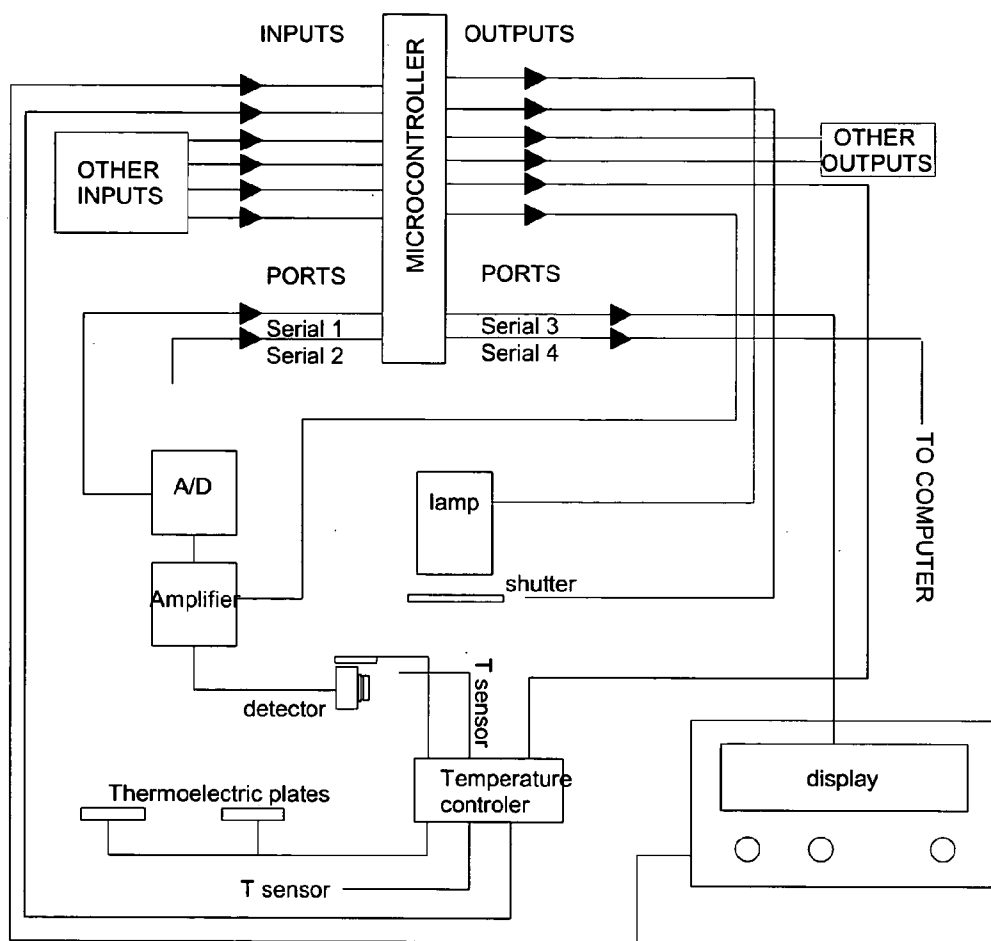 INPUTS
OUTPUTS
MICROCONTROLLER
OTHER
INPUTS
OTHER
OUTPUTS
PORTS
PORTS
Serial 1
Serial 2
Serial 3
Serial 4
A/D
lamp
TO COMPUTER
Amplifier
shutter
T sensor
detector
Temperature
controler
display
Thermoelectric plates
T sensor